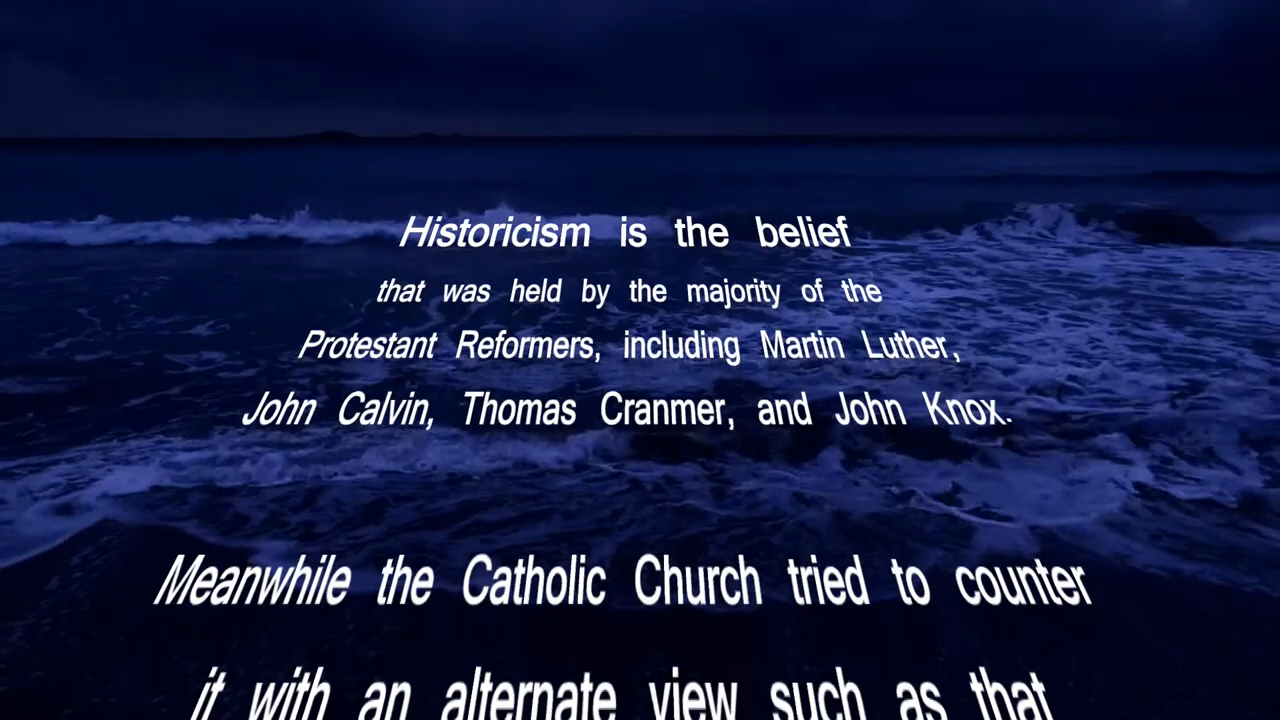 Historicism is the belief
that was held by the majority of the
Protestant Reformers, including Martin Luther,
John Calvin, Thomas Cranmer, and John Knox.
Meanwhile the Catholic Church tried to counter
it with an alternate view such as that